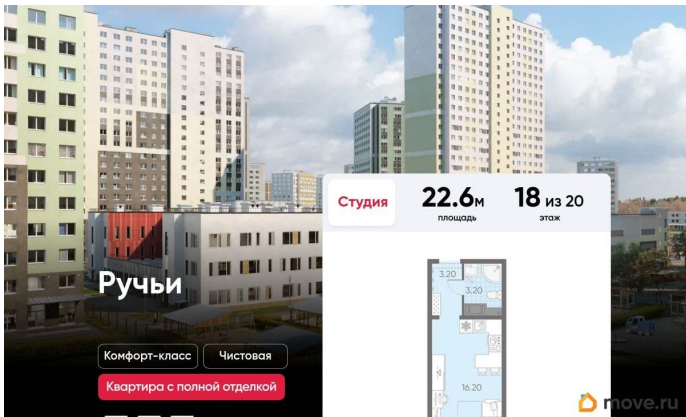 Студия
22.6м
площадь
18 из 20
этаж
3.20
3.20
16.20
Ручьи
Комфорт-класс
Чистовая
Квартира с полной отделкой
move.ru